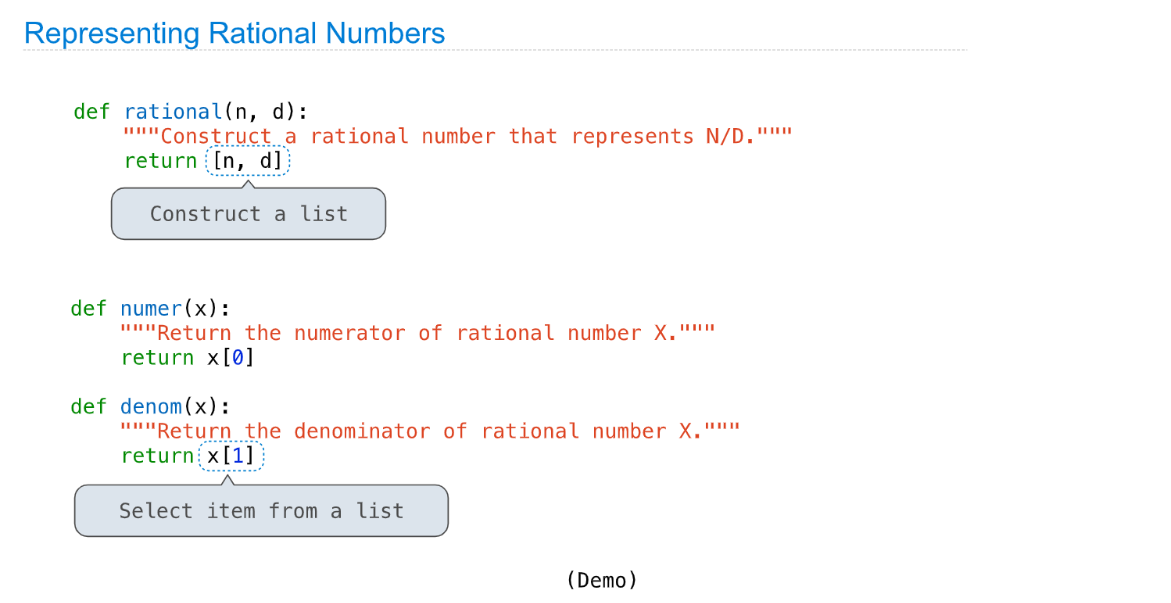 Representing Rational Numbers
def rational(n, d):
"""Construct a rational number that represents N/D."""
return [n, d]
Construct a list
def numer(x):
"""Return the numerator of rational number X."""
return x[0]
def denom(x):
"""Return the denominator of rational number X."""
return x[1]
Select item from a list
(Demo)